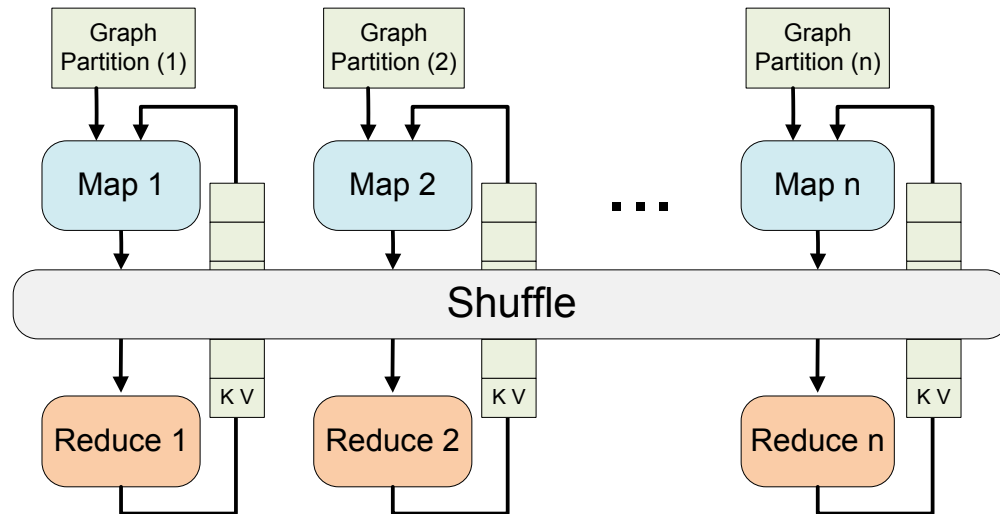 Graph
Partition (1)
Graph
Partition (2)
Graph
Partition (n)
Map 1
Map 2
Map n
...
Shuffle
K V
K V
K V
Reduce 1
Reduce 2
Reduce n